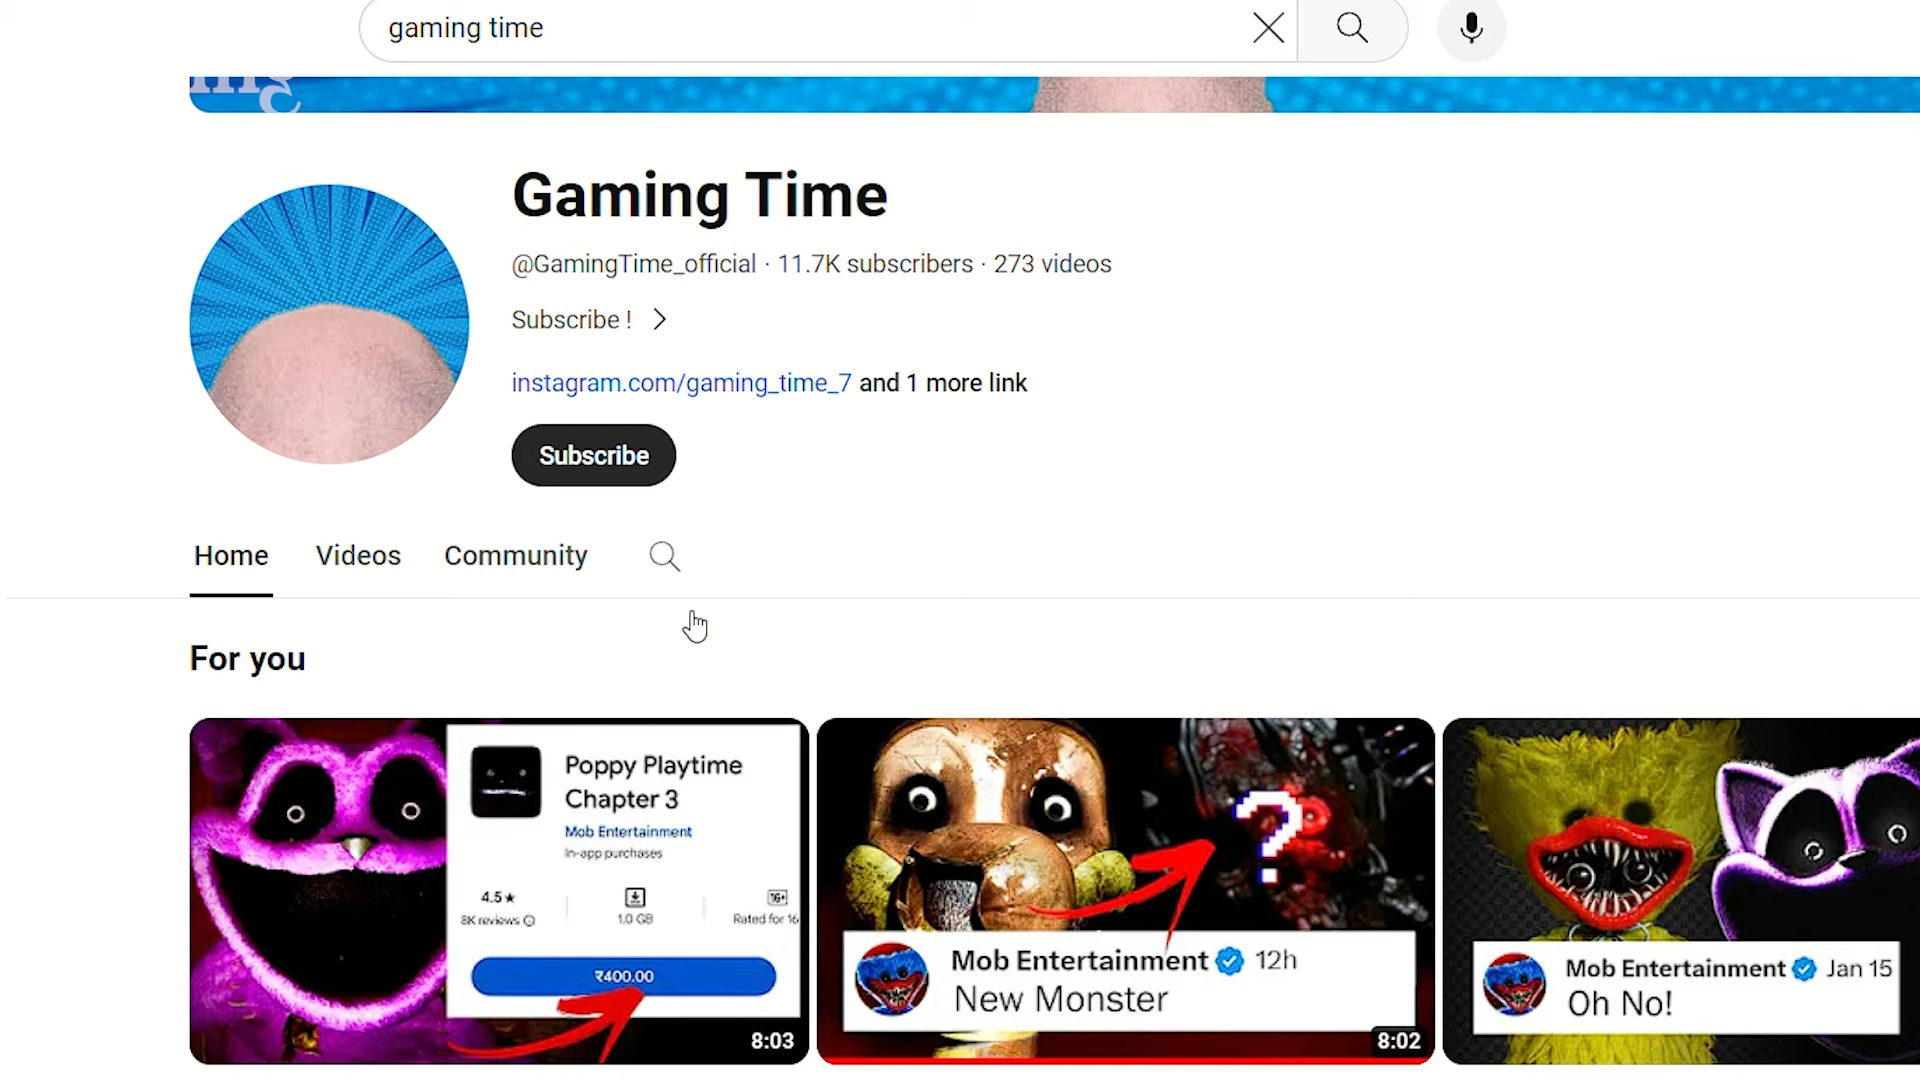 gaming time
Gaming Time
@GamingTime_official · 11.7K subscribers · 273 videos
Subscribe !
instagram.com/gaming_time_7 and 1 more link
Subscribe
Home Videos Community
For you
Poppy Playtime
Chapter 3
Mob Entertainment
In-app purchases
4.5★
8K reviews
1.0 GB
16+
Rated for 16
₹400.00
8:03
?
Mob Entertainment 12h
New Monster
8:02
Mob Entertainment Jan 15
Oh No!